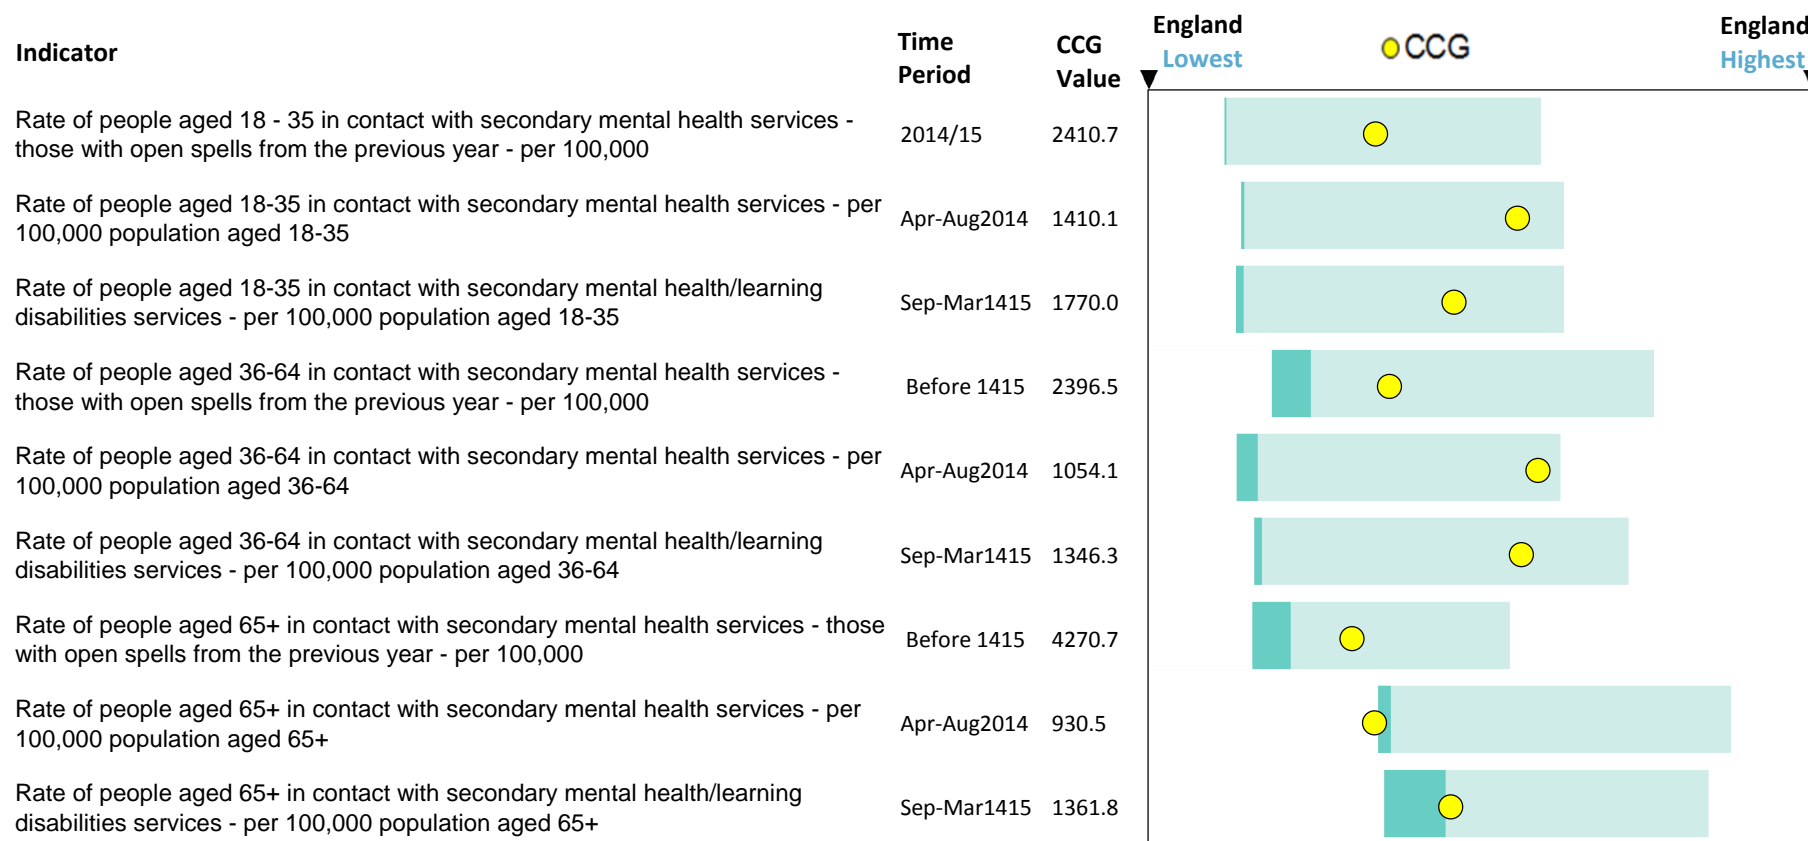 Indicator
Time Period
CCG Value
England Lowest
CCG
England Highest
Rate of people aged 18 - 35 in contact with secondary mental health services -
those with open spells from the previous year - per 100,000
2014/15
2410.7
Rate of people aged 18-35 in contact with secondary mental health services - per
100,000 population aged 18-35
Apr-Aug2014
1410.1
Rate of people aged 18-35 in contact with secondary mental health/learning
disabilities services - per 100,000 population aged 18-35
Sep-Mar1415
1770.0
Rate of people aged 36-64 in contact with secondary mental health services -
those with open spells from the previous year - per 100,000
Before 1415
2396.5
Rate of people aged 36-64 in contact with secondary mental health services - per
100,000 population aged 36-64
Apr-Aug2014
1054.1
Rate of people aged 36-64 in contact with secondary mental health/learning
disabilities services - per 100,000 population aged 36-64
Sep-Mar1415
1346.3
Rate of people aged 65+ in contact with secondary mental health services - those
with open spells from the previous year - per 100,000
Before 1415
4270.7
Rate of people aged 65+ in contact with secondary mental health services - per
100,000 population aged 65+
Apr-Aug2014
930.5
Rate of people aged 65+ in contact with secondary mental health/learning
disabilities services - per 100,000 population aged 65+
Sep-Mar1415
1361.8